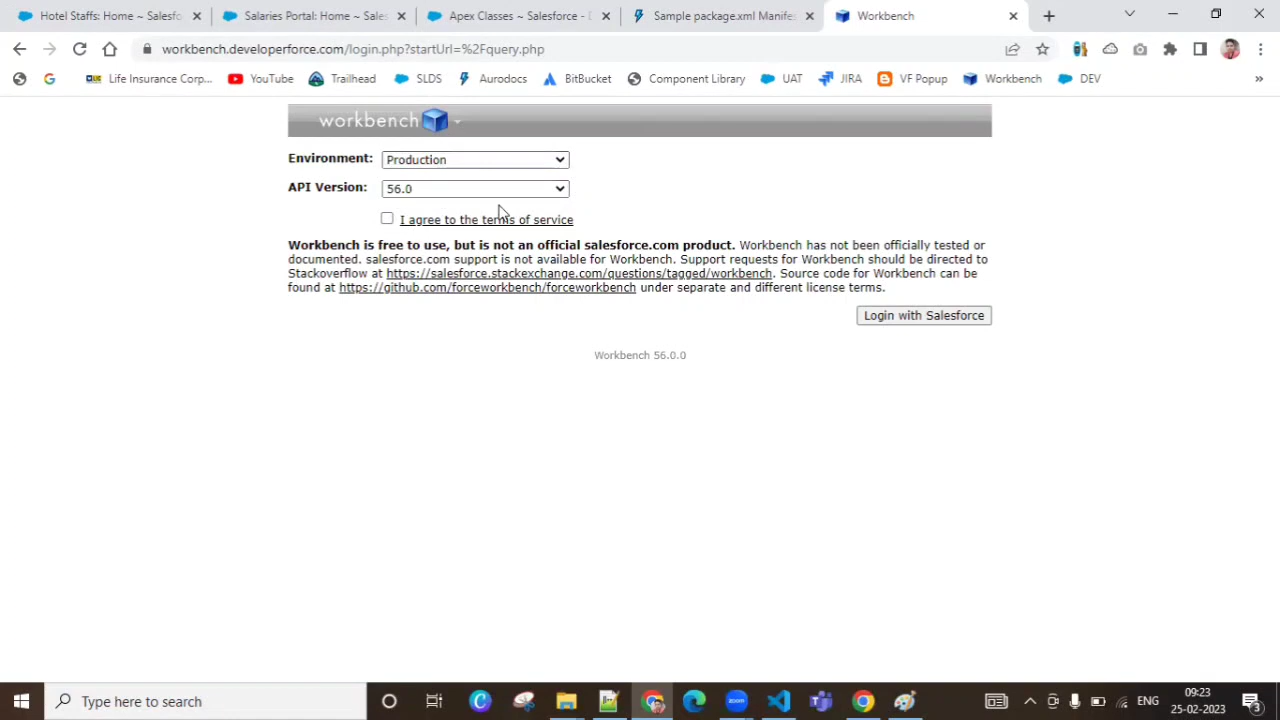 Hotel Staffs: Home ~ Salesfo
Salaries Portal: Home ~ Sales
Apex Classes ~ Salesforce - D
Sample package.xml Manifes
Workbench
workbench.developerforce.com/login.php?startUrl=%2Fquery.php
Life Insurance Corp...
YouTube
Trailhead
SLDS
Aurodocs
BitBucket
Component Library
UAT
JIRA
VF Popup
Workbench
DEV
»
workbench
Environment: Production
API Version: 56.0
I agree to the terms of service
Workbench is free to use, but is not an official salesforce.com product. Workbench has not been officially tested or
documented. salesforce.com support is not available for Workbench. Support requests for Workbench should be directed to
Stackoverflow at https://salesforce.stackexchange.com/questions/tagged/workbench. Source code for Workbench can be
found at https://github.com/forceworkbench/forceworkbench under separate and different license terms.
Login with Salesforce
Workbench 56.0.0
Type here to search
zoom
ENG
09:23
25-02-2023
3